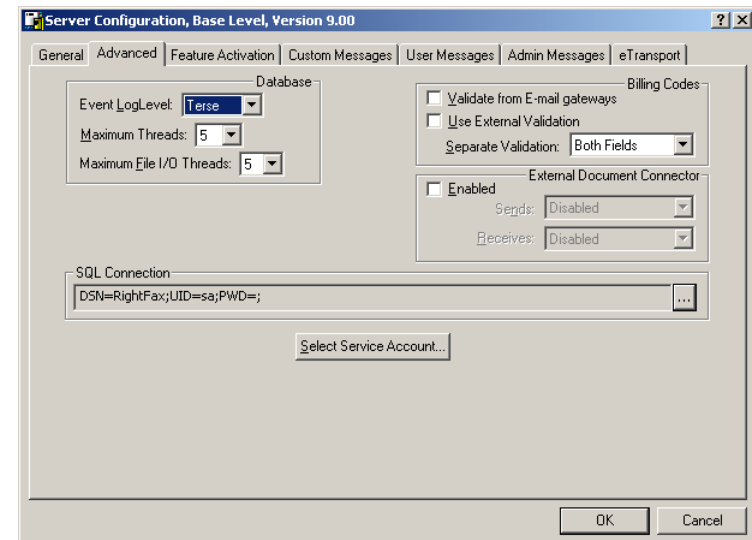 Server Configuration, Base Level, Version 9.00
General Advanced Feature Activation Custom Messages User Messages Admin Messages eTransport
Database
Event LogLevel: Terse
Maximum Threads: 5
Maximum File I/O Threads: 5
Billing Codes
Validate from E-mail gateways
Use External Validation
Separate Validation: Both Fields
External Document Connector
Enabled
Sends: Disabled
Receives: Disabled
SQL Connection
DSN=RightFax;UID=sa;PWD=;
...
Select Service Account...
OK Cancel